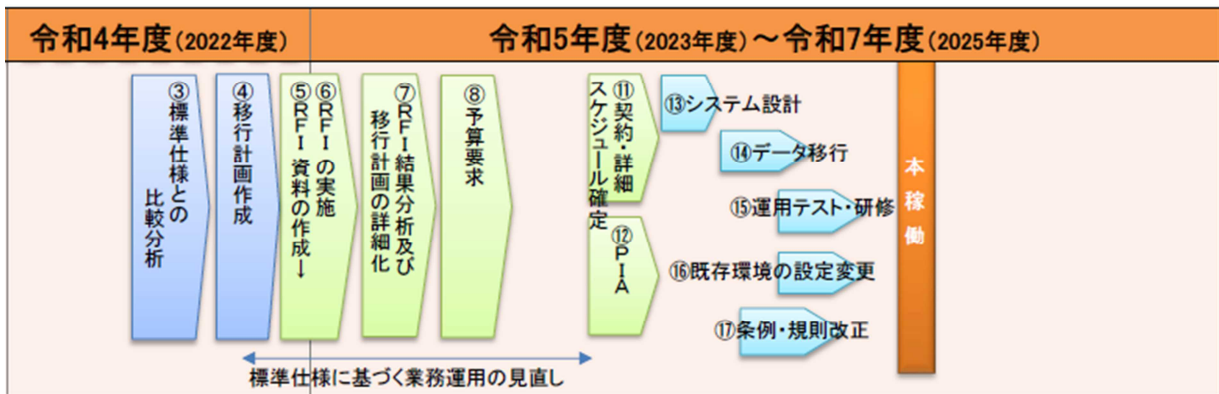 令和4年度(2022年度)
令和5年度(2023年度)～令和7年度(2025年度)
③標準仕様との
比較分析
④移行計画作成
⑥RFIの実施
⑤RFI資料の作成→
⑦RFI結果分析及び
移行計画の詳細化
⑧予算要求
⑪契約・詳細
スケジュール確定
⑫PIA
⑬システム設計
⑭データ移行
⑮運用テスト・研修
⑯既存環境の設定変更
⑰条例・規則改正
本稼働
標準仕様に基づく業務運用の見直し